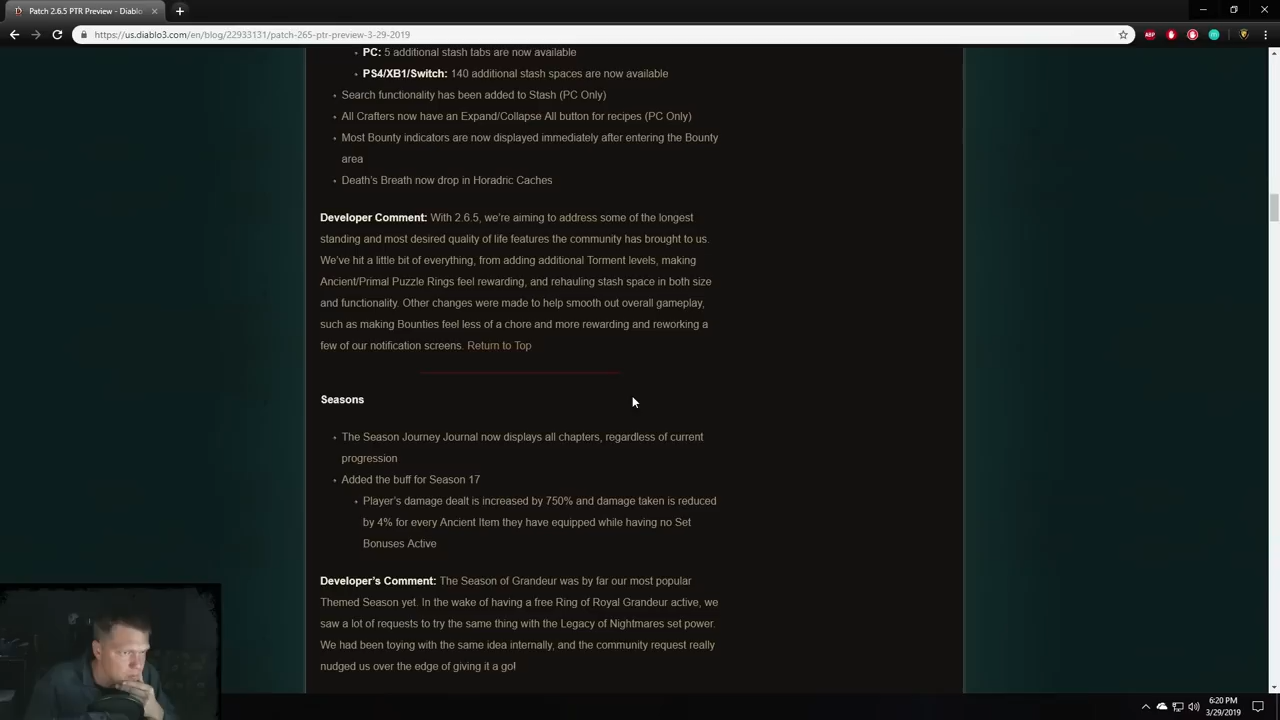 Patch 2.6.5 PTR Preview - Diablo
https://us.diablo3.com/en/blog/22933131/patch-265-ptr-preview-3-29-2019
ABP
PC: 5 additional stash tabs are now available
PS4/XB1/Switch: 140 additional stash spaces are now available
Search functionality has been added to Stash (PC Only)
All Crafters now have an Expand/Collapse All button for recipes (PC Only)
Most Bounty indicators are now displayed immediately after entering the Bounty
area
Death's Breath now drop in Horadric Caches
Developer Comment: With 2.6.5, we're aiming to address some of the longest
standing and most desired quality of life features the community has brought to us.
We've hit a little bit of everything, from adding additional Torment levels, making
Ancient/Primal Puzzle Rings feel rewarding, and rehauling stash space in both size
and functionality. Other changes were made to help smooth out overall gameplay,
such as making Bounties feel less of a chore and more rewarding and reworking a
few of our notification screens. Return to Top
Seasons
The Season Journey Journal now displays all chapters, regardless of current
progression
Added the buff for Season 17
Player's damage dealt is increased by 750% and damage taken is reduced
by 4% for every Ancient Item they have equipped while having no Set
Bonuses Active
Developer's Comment: The Season of Grandeur was by far our most popular
Themed Season yet. In the wake of having a free Ring of Royal Grandeur active, we
saw a lot of requests to try the same thing with the Legacy of Nightmares set power.
We had been toying with the same idea internally, and the community request really
nudged us over the edge of giving it a go!
6:20 PM
3/29/2019